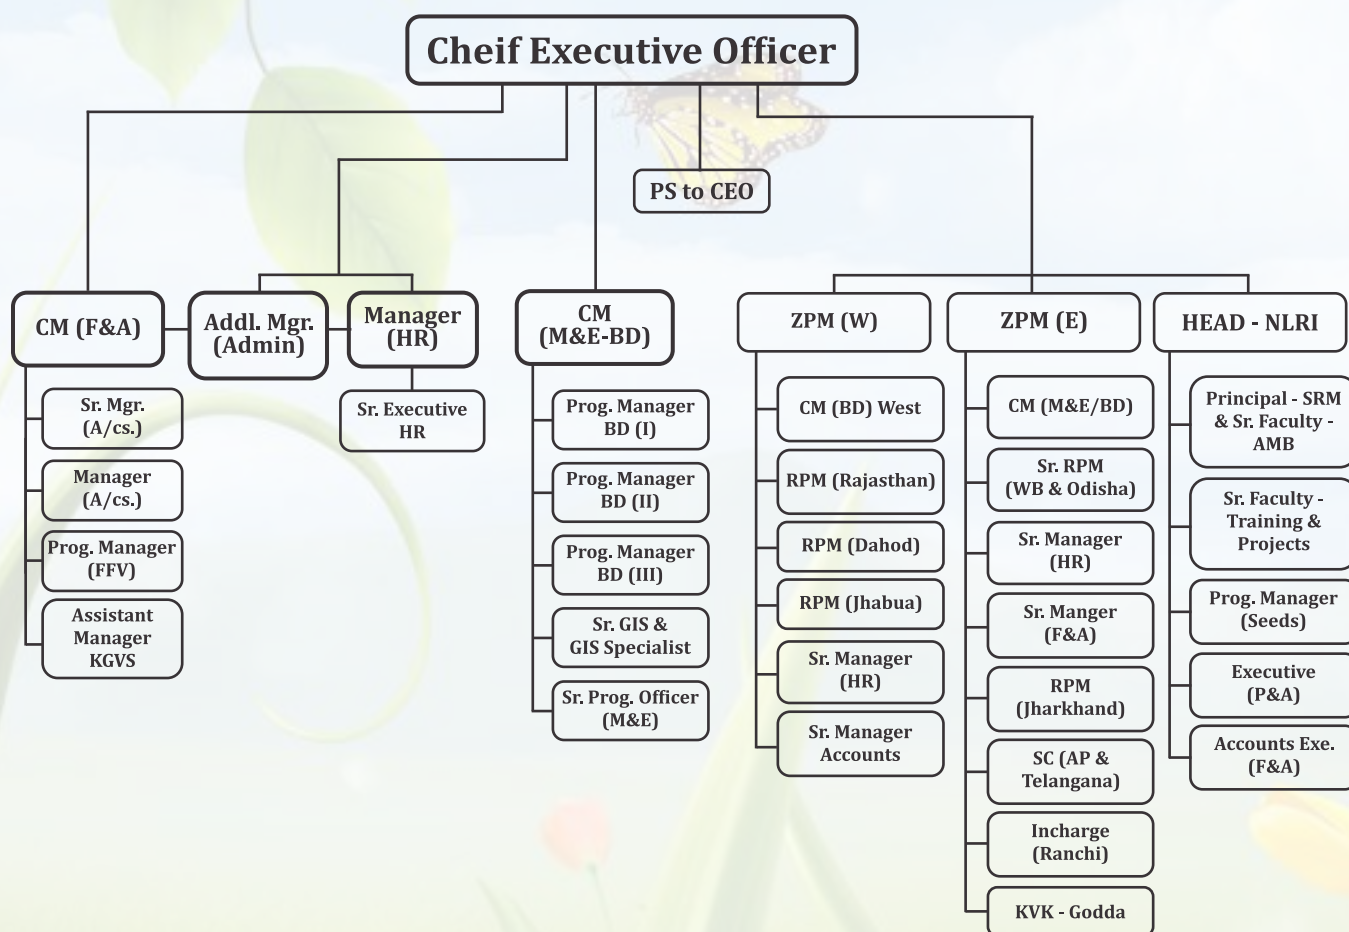 Cheif Executive Officer
PS to CEO
CM (F&A)
Addl. Mgr.
(Admin)
Manager
(HR)
CM
(M&E-BD)
ZPM (W)
ZPM (E)
HEAD - NLRI
Sr. Mgr.
(A/cs.)
Manager
(A/cs.)
Prog. Manager
(FFV)
Assistant
Manager
KGVS
Sr. Executive
HR
Prog. Manager
BD (I)
Prog. Manager
BD (II)
Prog. Manager
BD (III)
Sr. GIS &
GIS Specialist
Sr. Prog. Officer
(M&E)
CM (BD) West
RPM (Rajasthan)
RPM (Dahod)
RPM (Jhabua)
Sr. Manager
(HR)
Sr. Manager
Accounts
CM (M&E/BD)
Sr. RPM
(WB & Odisha)
Sr. Manager
(HR)
Sr. Manger
(F&A)
RPM
(Jharkhand)
SC (AP &
Telangana)
Incharge
(Ranchi)
KVK - Godda
Principal - SRM
& Sr. Faculty -
AMB
Sr. Faculty -
Training &
Projects
Prog. Manager
(Seeds)
Executive
(P&A)
Accounts Exe.
(F&A)